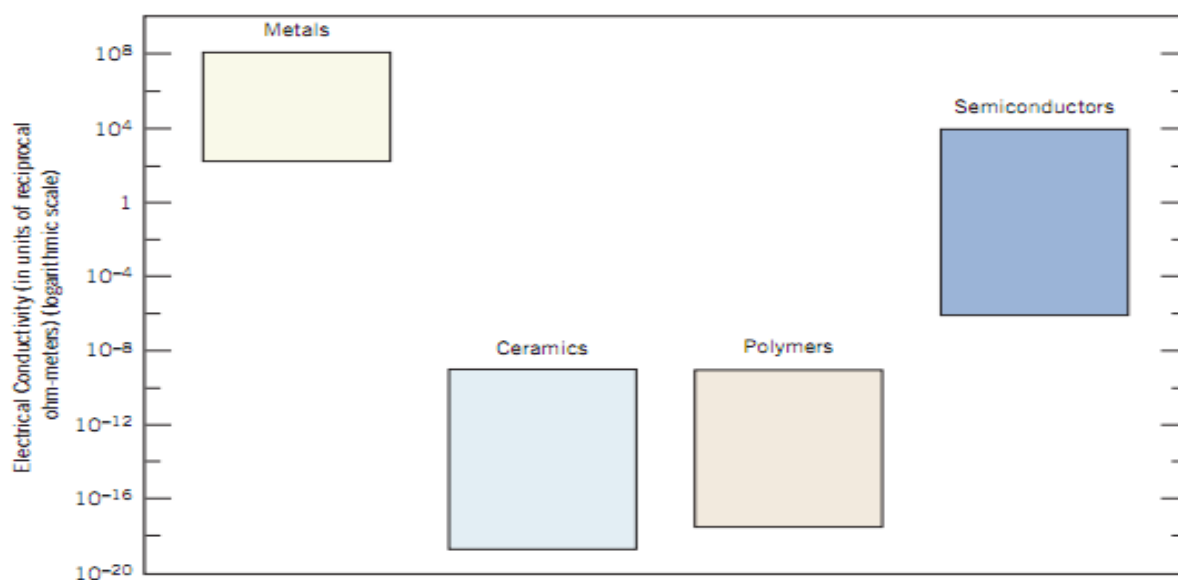 Metals
10⁸
Semiconductors
10⁴
1
10⁻⁴
Ceramics
Polymers
10⁻⁸
10⁻¹²
10⁻¹⁶
10⁻²⁰
Electrical Conductivity (in units of reciprocal
ohm-meters) (logarithmic scale)